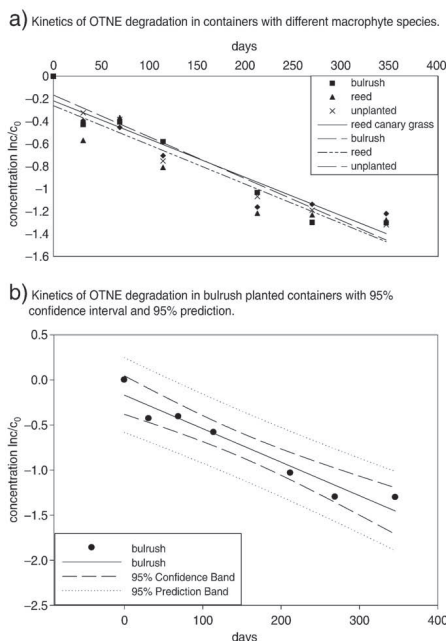 a) Kinetics of OTNE degradation in containers with different macrophyte species.
days
0 100 200 300 400
0
−0.2
−0.4
−0.6
−0.8
−1
−1.2
−1.4
−1.6
concentration lnc/c0
bulrush
reed
unplanted
reed canary grass
bulrush
reed
unplanted
b) Kinetics of OTNE degradation in bulrush planted containers with 95%
confidence interval and 95% prediction.
0.5
0.0
−0.5
−1.0
−1.5
−2.0
−2.5
concentration lnc/c0
bulrush
bulrush
95% Confidence Band
95% Prediction Band
0 100 200 300 400
days